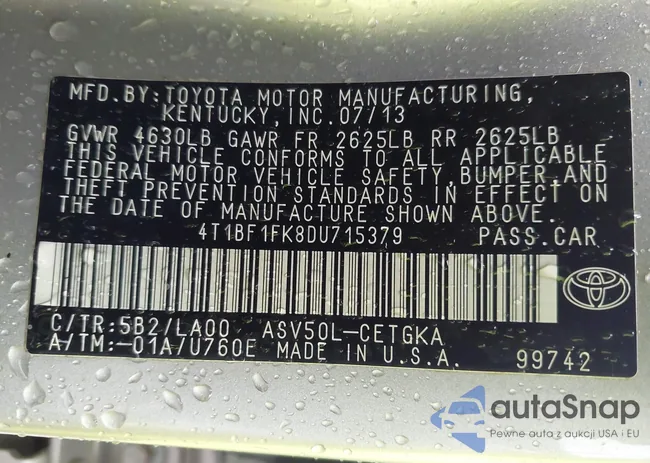 MFD.BY:TOYOTA MOTOR MANUFACTURING,
KENTUCKY,INC.07/13
GVWR 4630LB GAWR FR 2625LB RR 2625LB
THIS VEHICLE CONFORMS TO ALL APPLICABLE
FEDERAL MOTOR VEHICLE SAFETY,BUMPER,AND
THEFT PREVENTION STANDARDS IN EFFECT ON
THE DATE OF MANUFACTURE SHOWN ABOVE.
4T1BF1FK8DU715379 PASS.CAR
C/TR:5B2/LA00 ASV50L-CETGKA
A/TM:-01A/U760E MADE IN U.S.A. 99742
autaSnap
Pewne auta z aukcji USA i EU